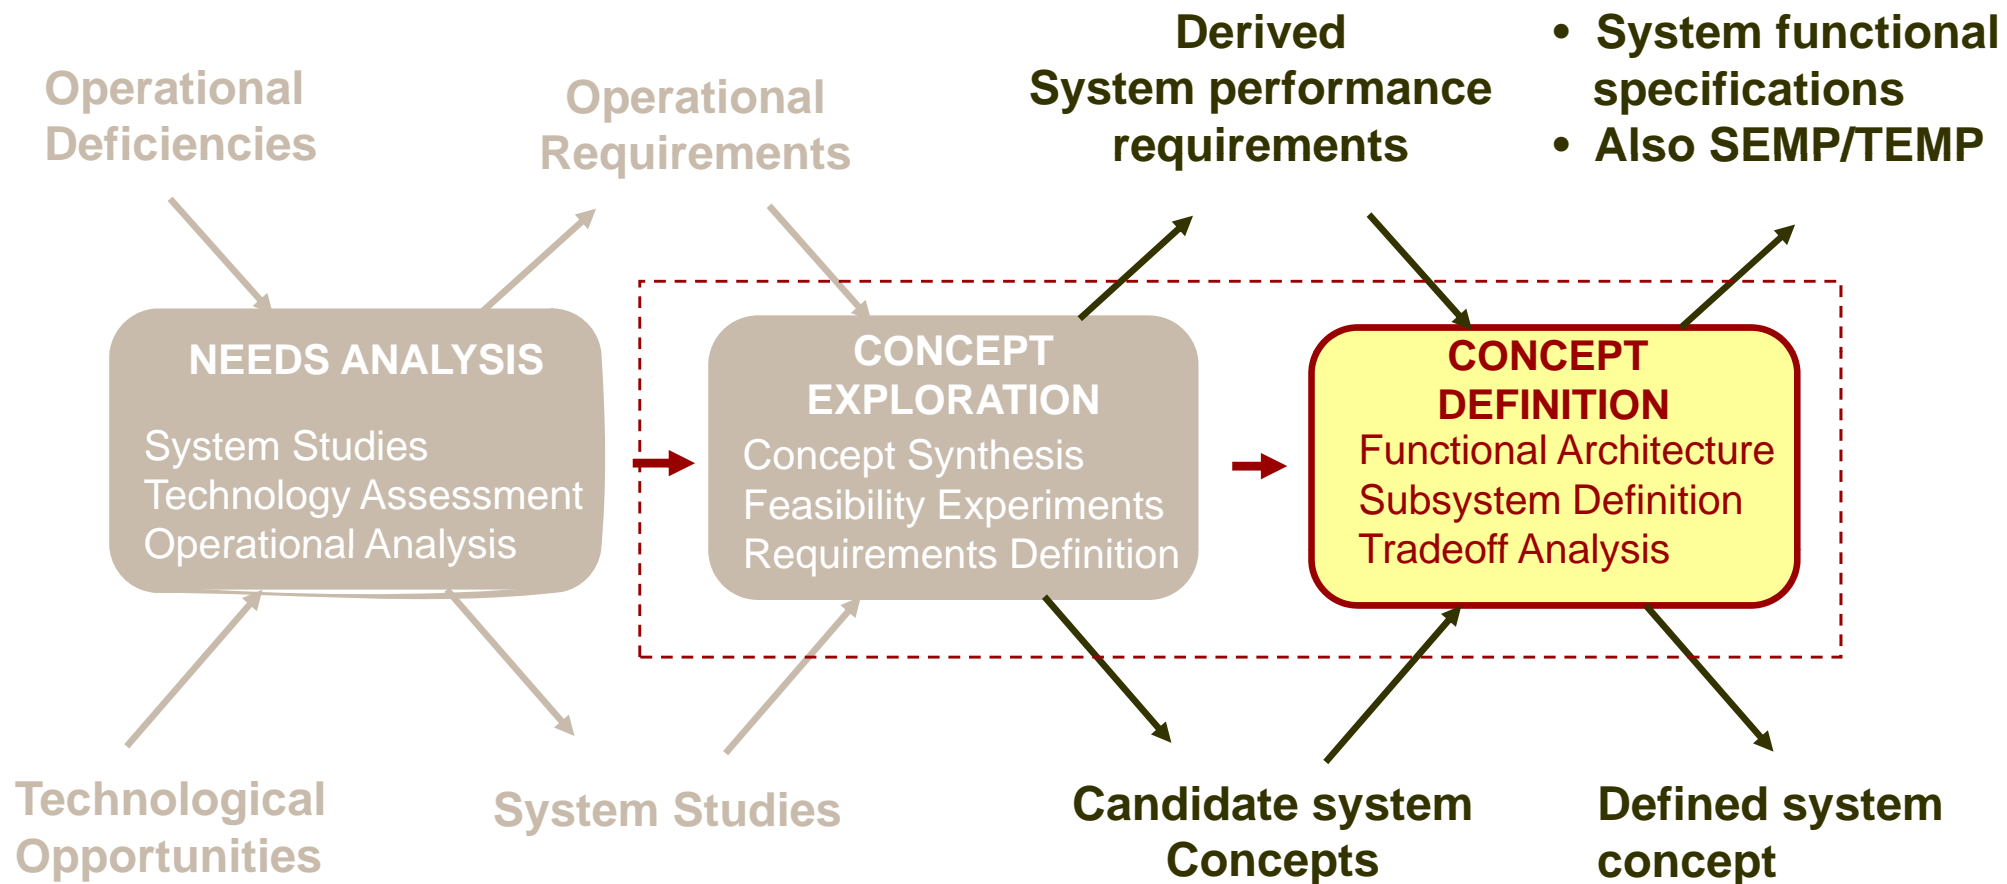 Operational
Deficiencies
Operational
Requirements
Derived
System performance
requirements
• System functional
specifications
• Also SEMP/TEMP
NEEDS ANALYSIS
System Studies
Technology Assessment
Operational Analysis
CONCEPT
EXPLORATION
Concept Synthesis
Feasibility Experiments
Requirements Definition
CONCEPT
DEFINITION
Functional Architecture
Subsystem Definition
Tradeoff Analysis
Technological
Opportunities
System Studies
Candidate system
Concepts
Defined system
concept